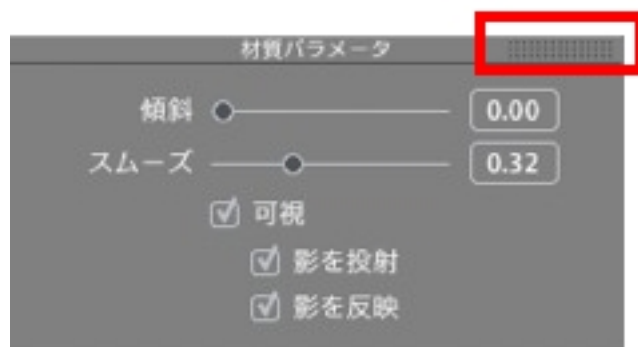 材質パラメータ
傾斜 0.00
スムーズ 0.32
可視
影を投射
影を反映